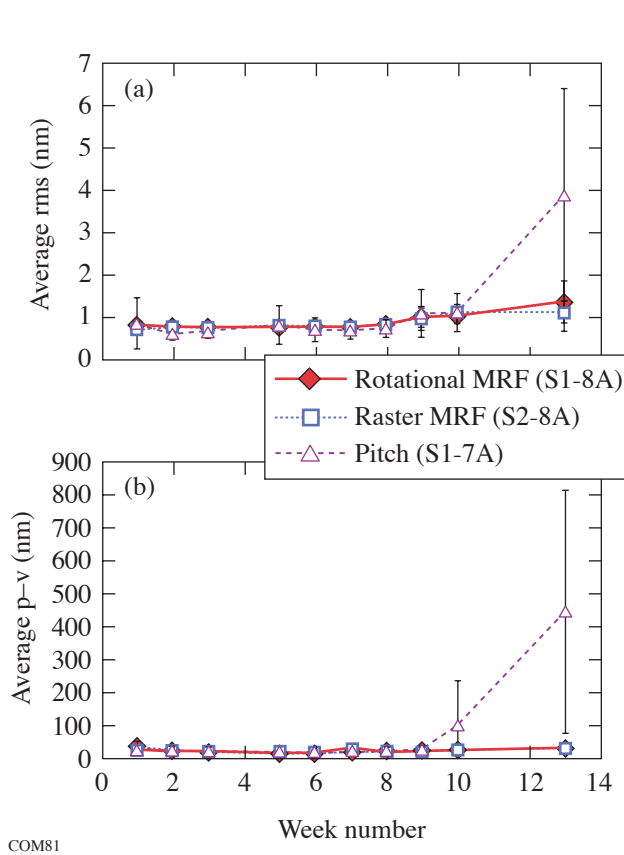 7
(a)
6
5
4
3
2
1
0
Average rms (nm)
Rotational MRF (S1-8A)
Raster MRF (S2-8A)
Pitch (S1-7A)
900
(b)
800
700
600
500
400
300
200
100
0
Average p–v (nm)
0 2 4 6 8 10 12 14
Week number
COM81